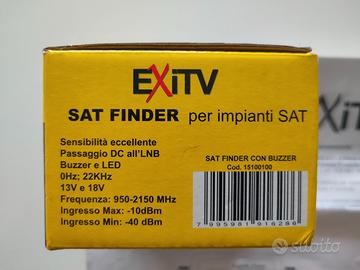 EXiTV
SAT FINDER per impianti SAT
Sensibilità eccellente
Passaggio DC all'LNB
Buzzer e LED
0Hz; 22KHz
13V e 18V
Frequenza: 950-2150 MHz
Ingresso Max: -10dBm
Ingresso Min: -40 dBm
SAT FINDER CON BUZZER
Cod. 15100100
7995981916286
subito